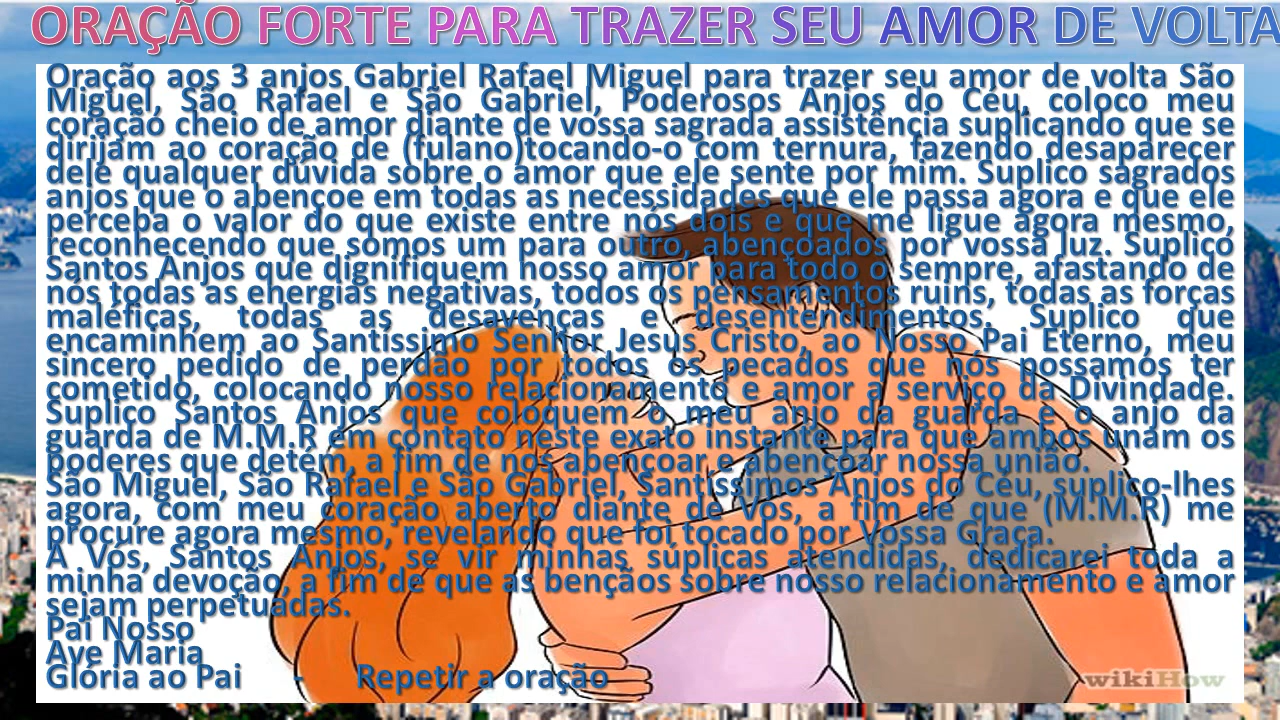 ORAÇÃO FORTE PARA TRAZER SEU AMOR DE VOLTA
Oração aos 3 anjos Gabriel Rafael Miguel para trazer seu amor de volta São
Miguel, São Rafael e São Gabriel, Poderosos Anjos do Céu, coloco meu
coração cheio de amor diante de vossa sagrada assistência suplicando que se
dirijam ao coração de (fulano)tocando-o com ternura, fazendo desaparecer
dele qualquer dúvida sobre o amor que ele sente por mim. Suplico sagrados
anjos que o abençoe em todas as necessidades que ele passa agora e que ele
perceba o valor do que existe entre nós dois e que me ligue agora mesmo,
reconhecendo que somos um para outro, abençoados por vossa luz. Suplico
Santos Anjos que dignifiquem nosso amor para todo o sempre, afastando de
nós todas as energias negativas, todos os pensamentos ruins, todas as forças
maléficas, todas as desavenças e desentendimentos. Suplico que
encaminhem ao Santíssimo Senhor Jesus Cristo, ao Nosso Pai Eterno, meu
sincero pedido de perdão por todos os pecados que nós possamos ter
cometido, colocando nosso relacionamento e amor a serviço da Divindade.
Suplico Santos Anjos que coloquem o meu anjo da guarda e o anjo da
guarda de M.M.R em contato neste exato instante para que ambos unam os
poderes que detém, a fim de nos abençoar e abençoar nossa união.
São Miguel, São Rafael e São Gabriel, Santíssimos Anjos do Céu, suplico-lhes
agora, com meu coração aberto diante de Vós, a fim de que (M.M.R) me
procure agora mesmo, revelando que foi tocado por Vossa Graça.
A Vós, Santos Anjos, se vir minhas súplicas atendidas, dedicarei toda a
minha devoção, a fim de que as bençãos sobre nosso relacionamento e amor
sejam perpetuadas.
Pai Nosso
Ave Maria
Glória ao Pai - Repetir a oração
wikiHow